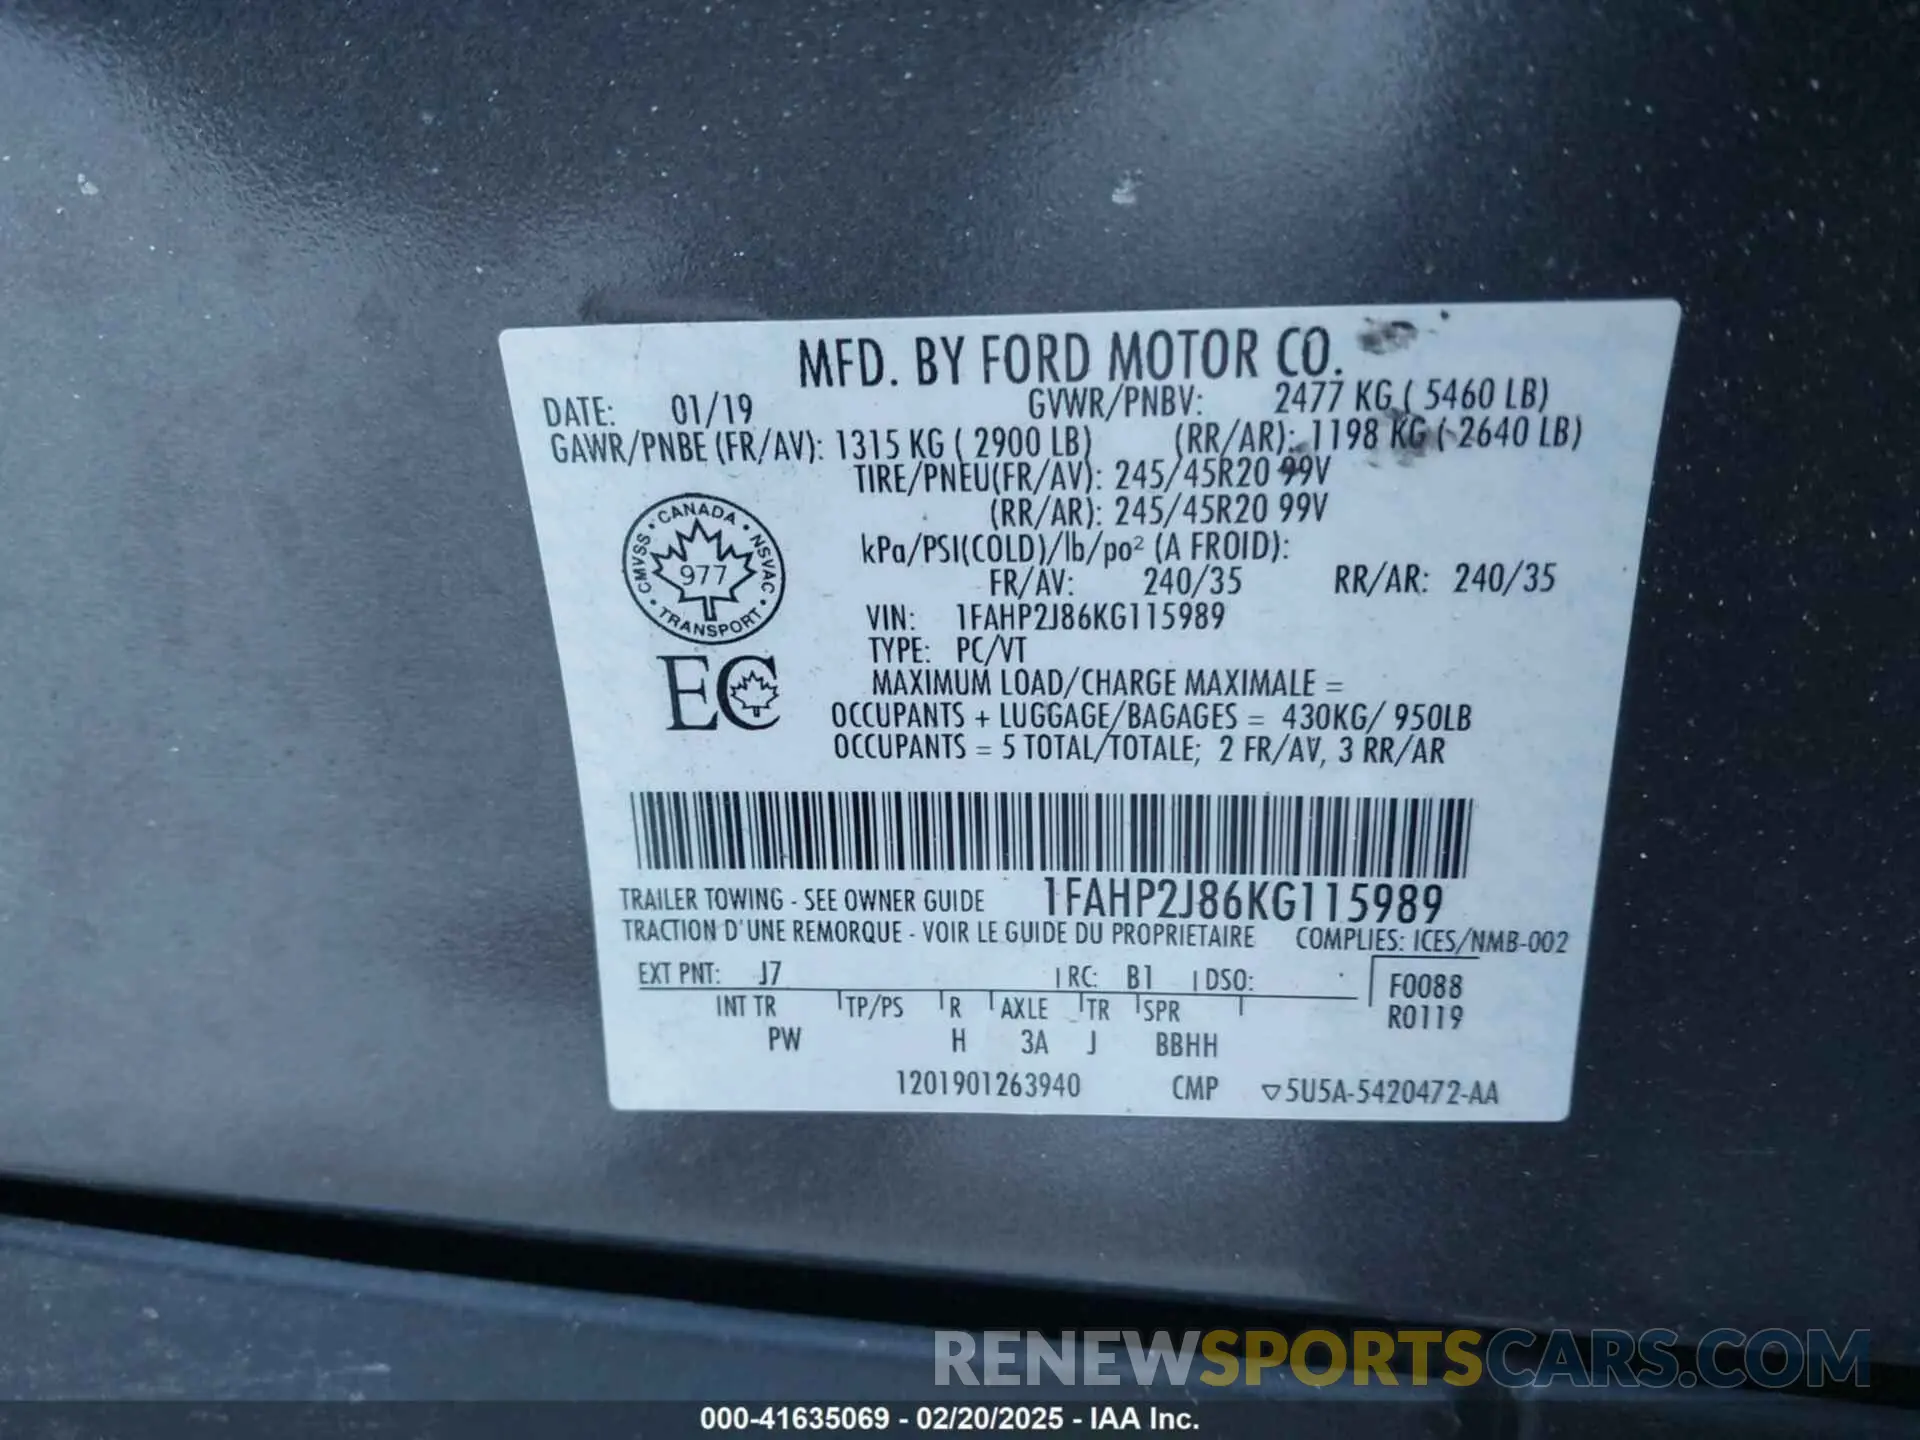 MFD. BY FORD MOTOR CO.
DATE: 01/19 GVWR/PNBV: 2477 KG ( 5460 LB)
GAWR/PNBE (FR/AV): 1315 KG ( 2900 LB) (RR/AR): 1198 KG ( 2640 LB)
TIRE/PNEU(FR/AV): 245/45R20 99V
(RR/AR): 245/45R20 99V
kPa/PSI(COLD)/lb/po² (A FROID):
FR/AV: 240/35 RR/AR: 240/35
VIN: 1FAHP2J86KG115989
TYPE: PC/VT
MAXIMUM LOAD/CHARGE MAXIMALE =
OCCUPANTS + LUGGAGE/BAGAGES = 430KG/ 950LB
OCCUPANTS = 5 TOTAL/TOTALE; 2 FR/AV, 3 RR/AR
CANADA • NSVAC • TRANSPORT • CMVSS •
977
EC
TRAILER TOWING - SEE OWNER GUIDE 1FAHP2J86KG115989
TRACTION D'UNE REMORQUE - VOIR LE GUIDE DU PROPRIETAIRE COMPLIES: ICES/NMB-002
EXT PNT: J7 RC: B1 DSO: F0088
INT TR TP/PS R AXLE TR SPR R0119
PW H 3A J BBHH
1201901263940 CMP ▽5U5A-5420472-AA
RENEWSPORTSCARS.COM
000-41635069 - 02/20/2025 - IAA Inc.